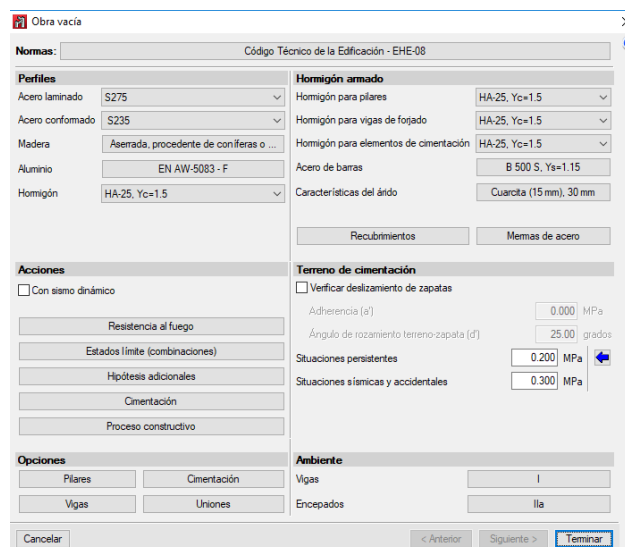 Obra vacía
Normas: Código Técnico de la Edificación - EHE-08
Perfiles
Acero laminado S275
Acero conformado S235
Madera Aserrada, procedente de coníferas o ...
Aluminio EN AW-5083 - F
Hormigón HA-25, Yc=1.5
Hormigón armado
Hormigón para pilares HA-25, Yc=1.5
Hormigón para vigas de forjado HA-25, Yc=1.5
Hormigón para elementos de cimentación HA-25, Yc=1.5
Acero de barras B 500 S, Ys=1.15
Características del árido Cuarcita (15 mm), 30 mm
Recubrimientos Mermas de acero
Acciones
Con sismo dinámico
Resistencia al fuego
Estados límite (combinaciones)
Hipótesis adicionales
Cimentación
Proceso constructivo
Terreno de cimentación
Verificar deslizamiento de zapatas
Adherencia (a') 0.000 MPa
Ángulo de rozamiento terreno-zapata (d') 25.00 grados
Situaciones persistentes 0.200 MPa
Situaciones sísmicas y accidentales 0.300 MPa
Opciones
Pilares Cimentación
Vigas Uniones
Ambiente
Vigas I
Encepados IIa
Cancelar < Anterior Siguiente > Terminar